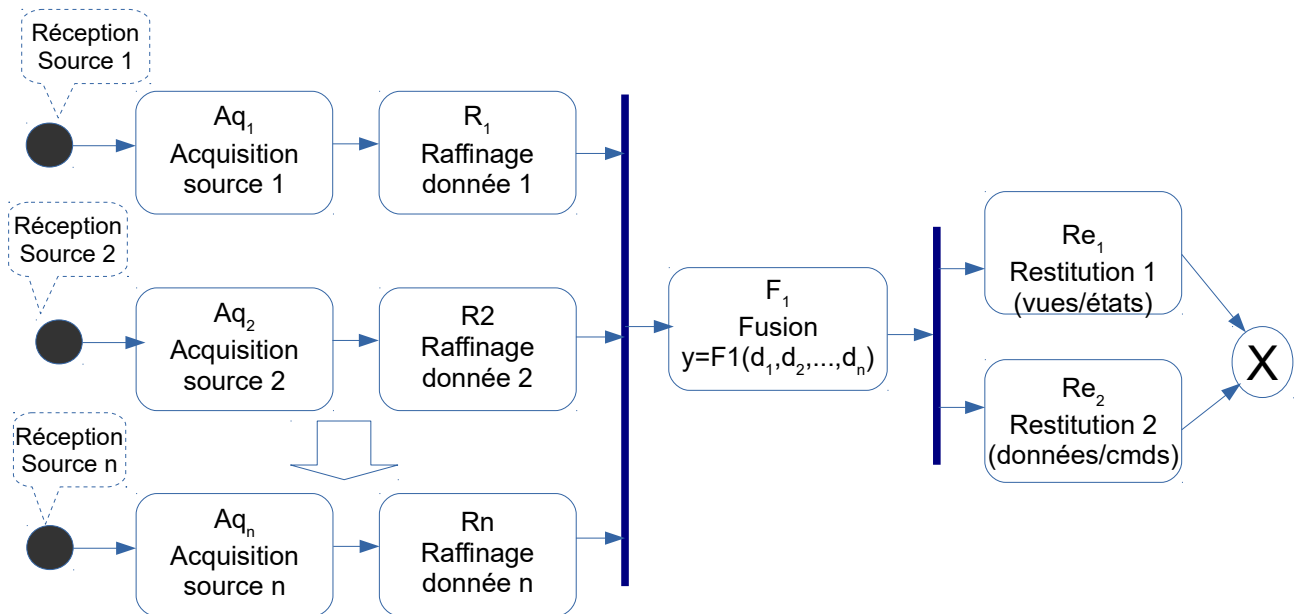 Réception
Source 1
Aq₁
Acquisition
source 1
R₁
Raffinage
donnée 1
Réception
Source 2
Aq₂
Acquisition
source 2
R2
Raffinage
donnée 2
Réception
Source n
Aqₙ
Acquisition
source n
Rn
Raffinage
donnée n
F₁
Fusion
y=F1(d₁,d₂,...,dₙ)
Re₁
Restitution 1
(vues/états)
Re₂
Restitution 2
(données/cmds)
X